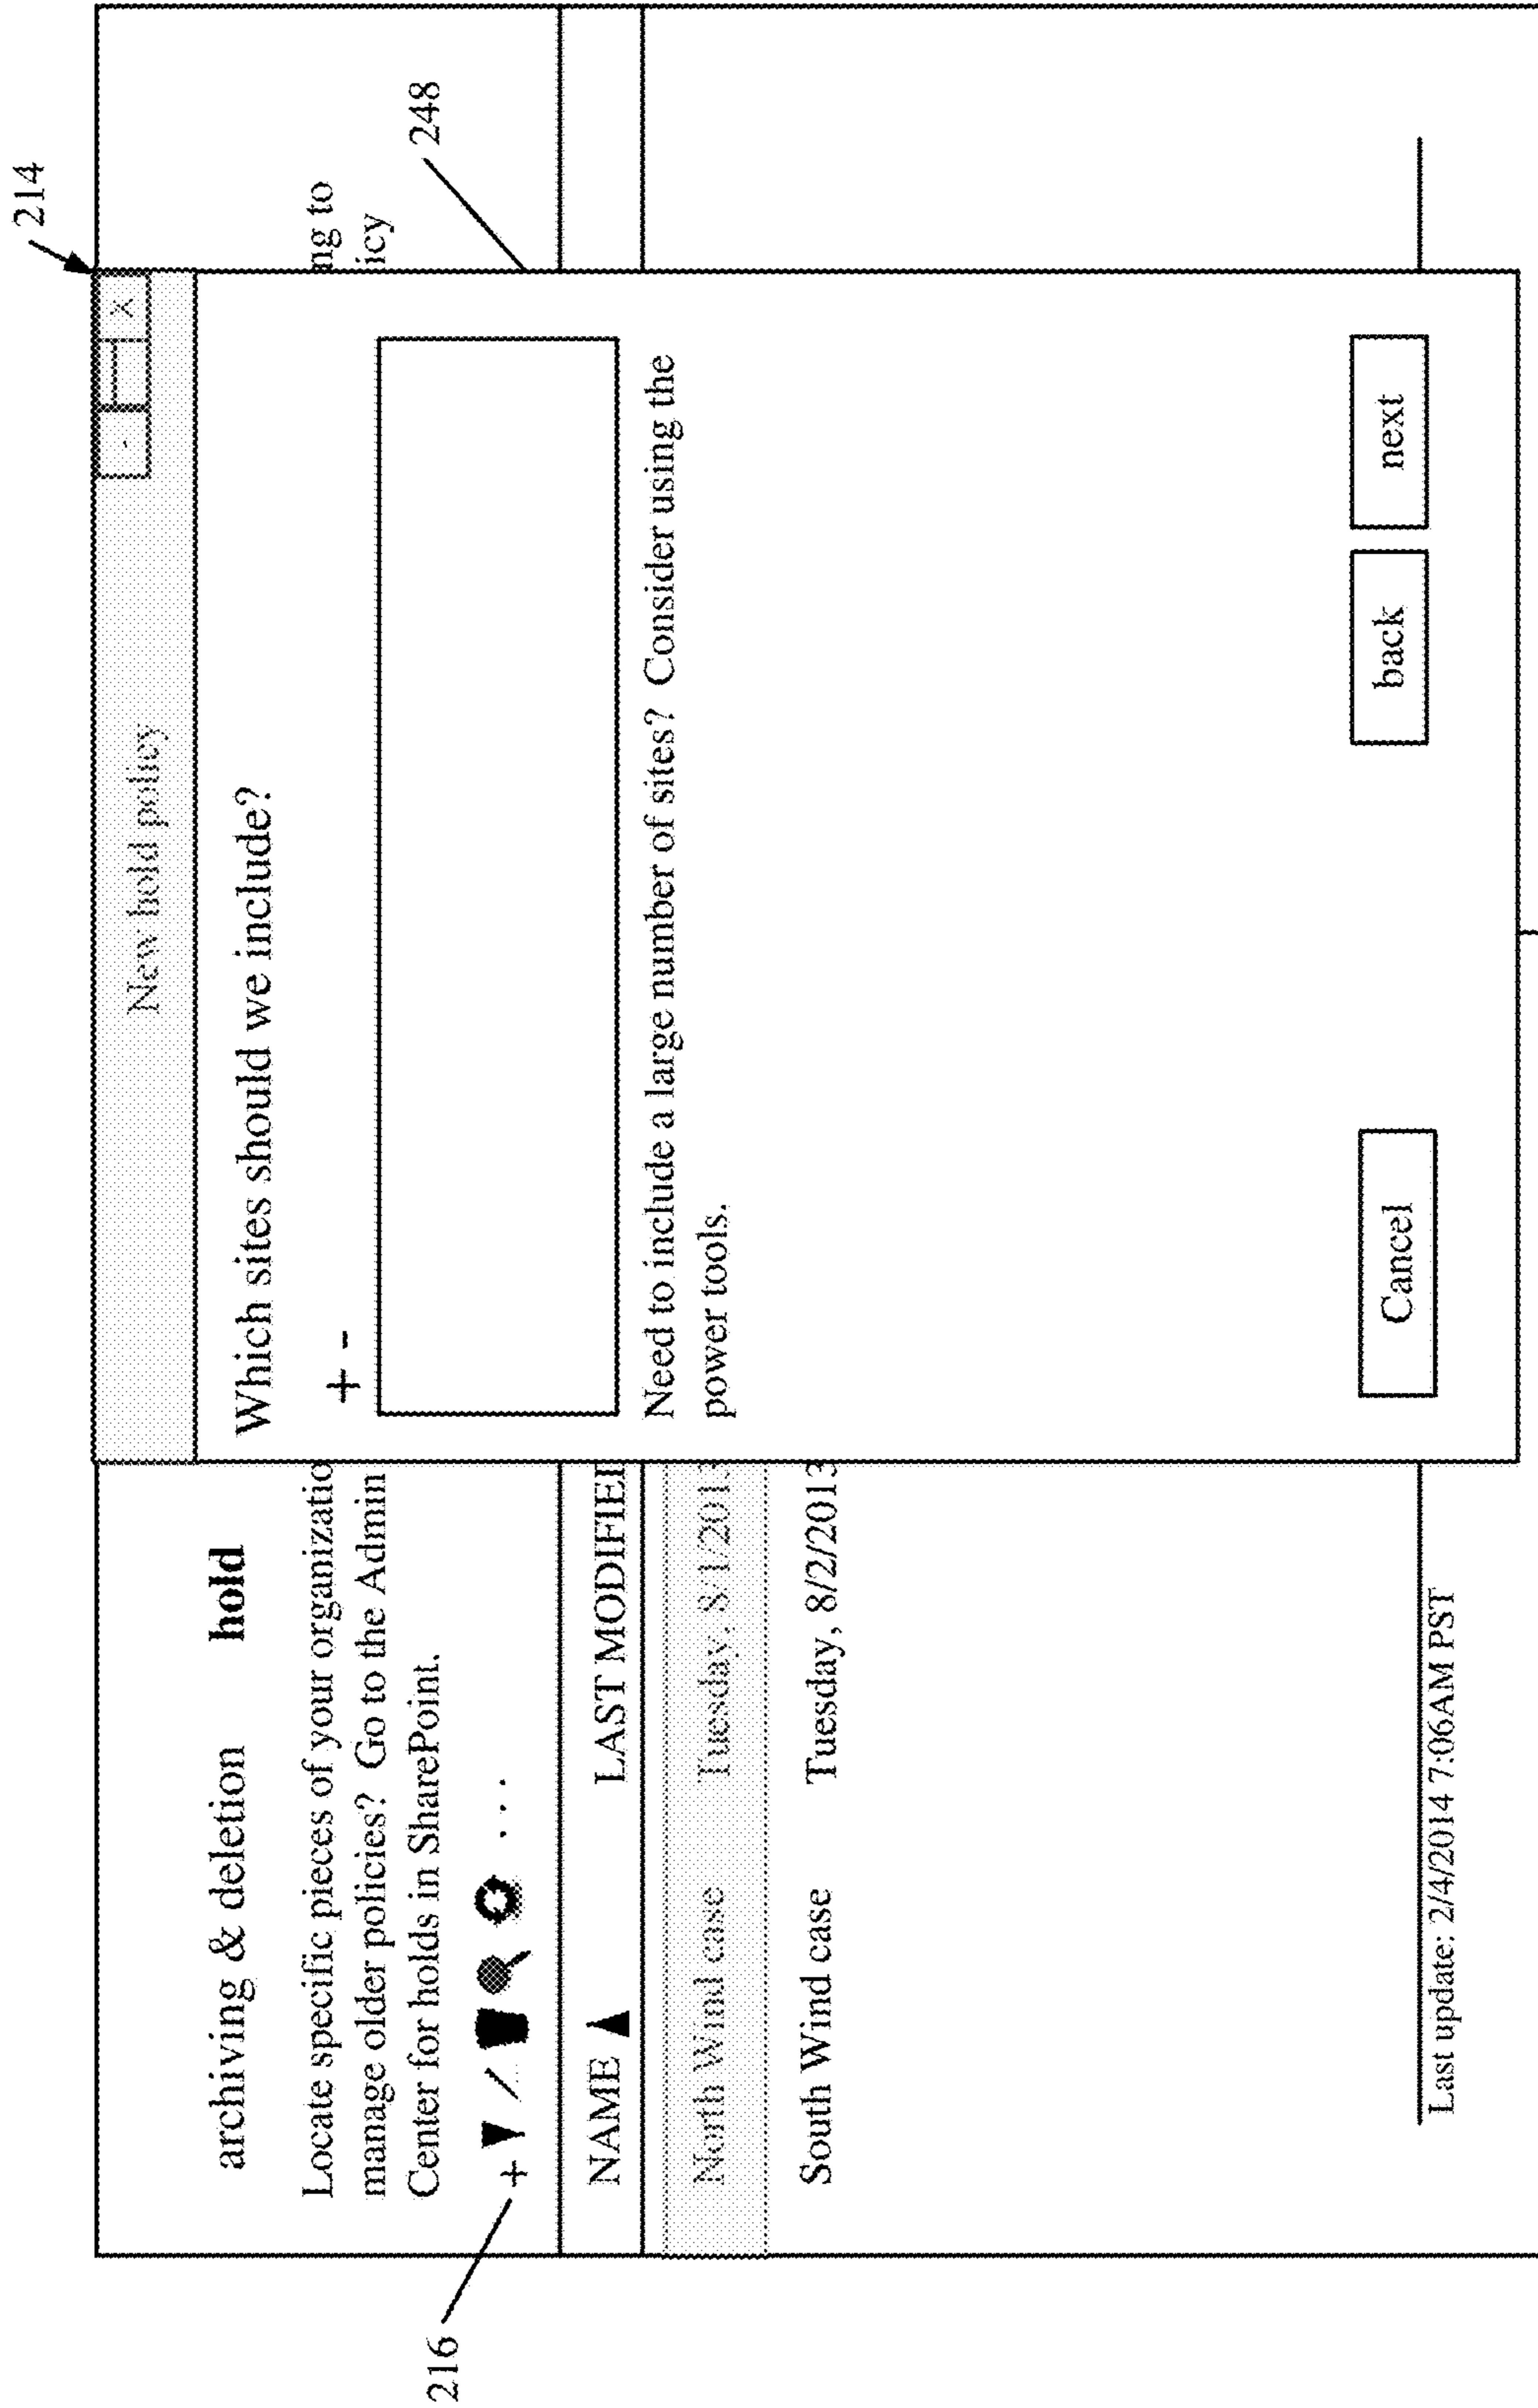 214
archiving & deletion hold
Locate specific pieces of your organizatio
ng to
manage older policies? Go to the Admin
icy
Center for holds in SharePoint.
216
+ / ...
NAME LAST MODIFIE
North Wind case Tuesday, 8/1/2013
South Wind case Tuesday, 8/2/2013
Last update: 2/4/2014 7:06AM PST
New hold policy
- X
Which sites should we include?
248
+ -
Need to include a large number of sites? Consider using the
power tools.
Cancel back next